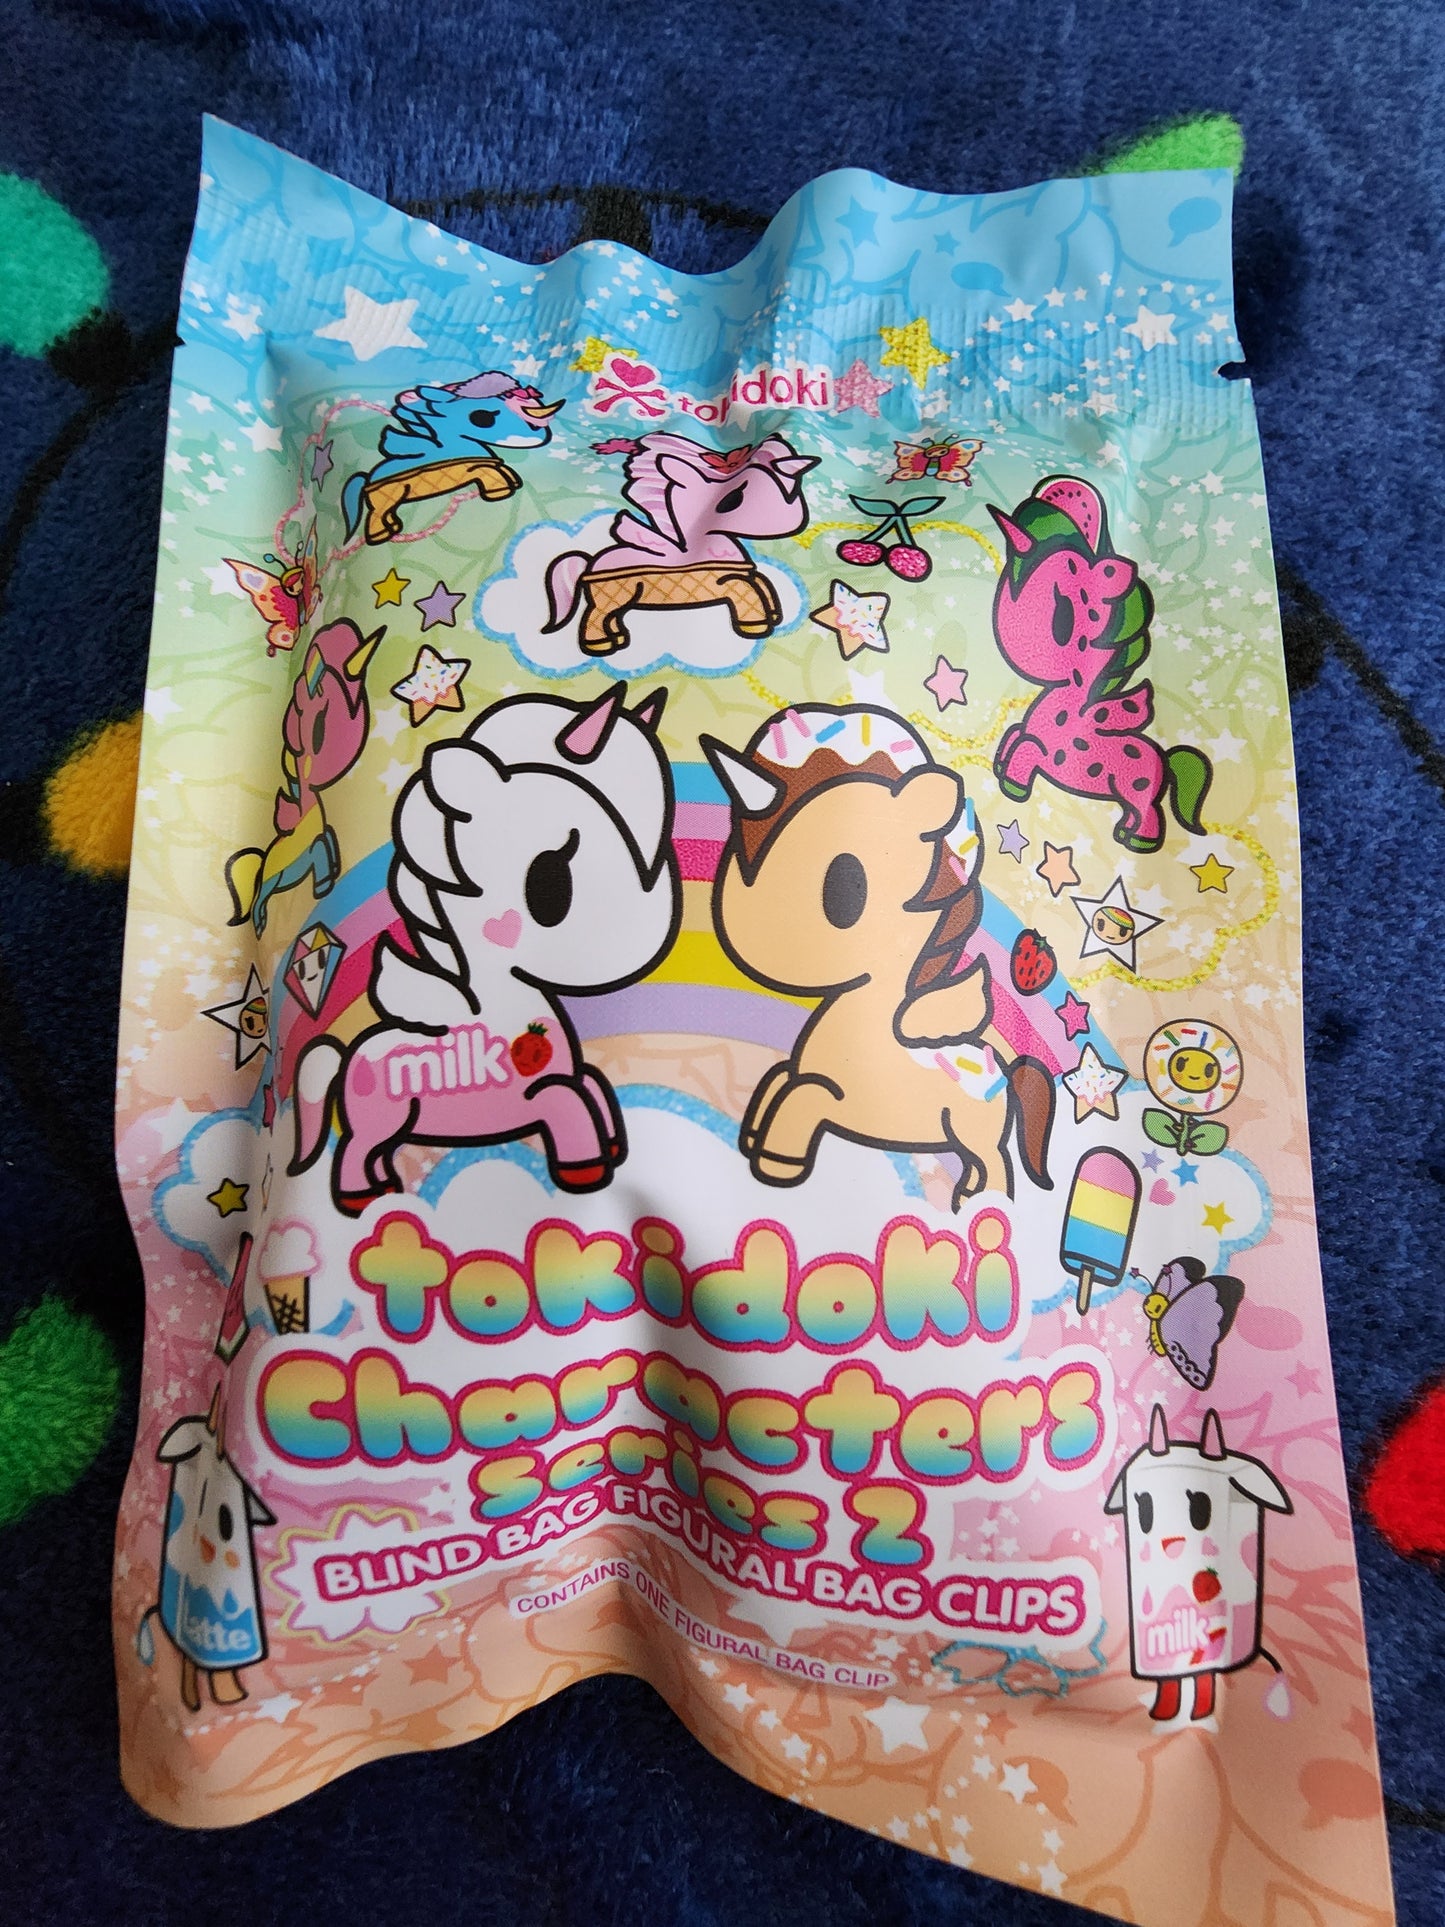 tokidoki
milk
tokidoki
Characters
series 2
BLIND BAG FIGURAL BAG CLIPS
CONTAINS ONE FIGURAL BAG CLIP
Latte
milk